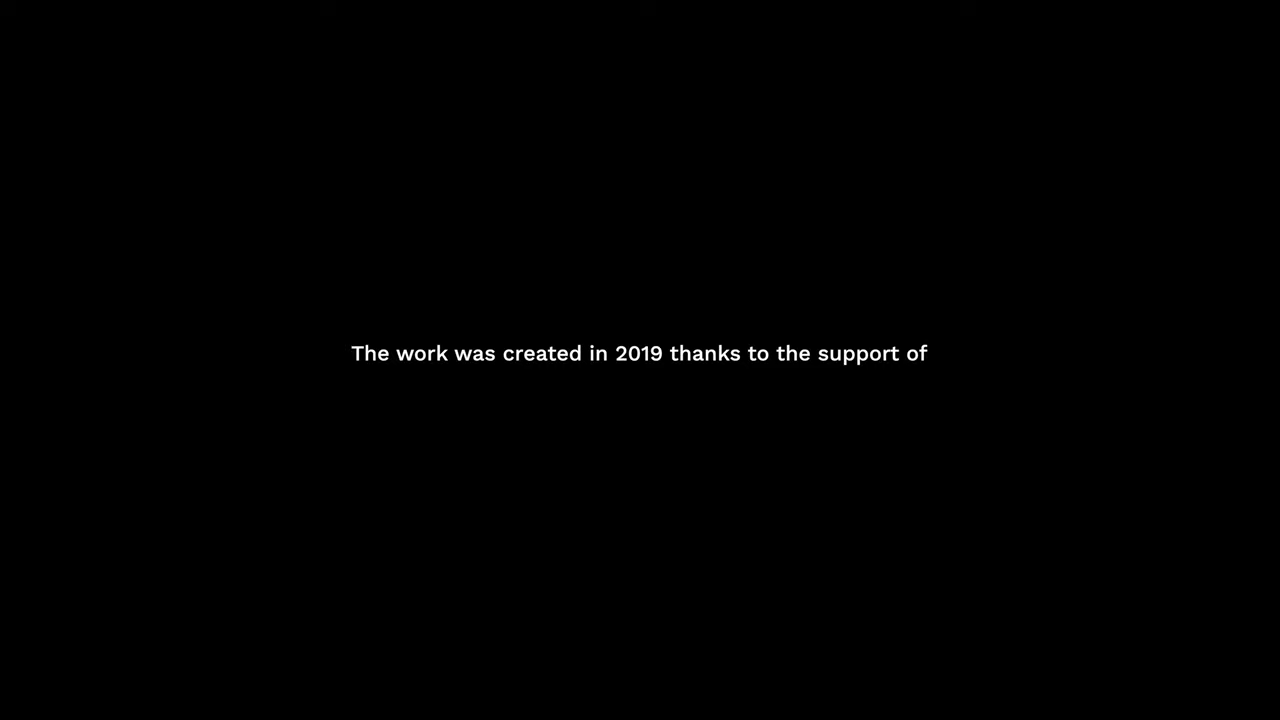 The work was created in 2019 thanks to the support of